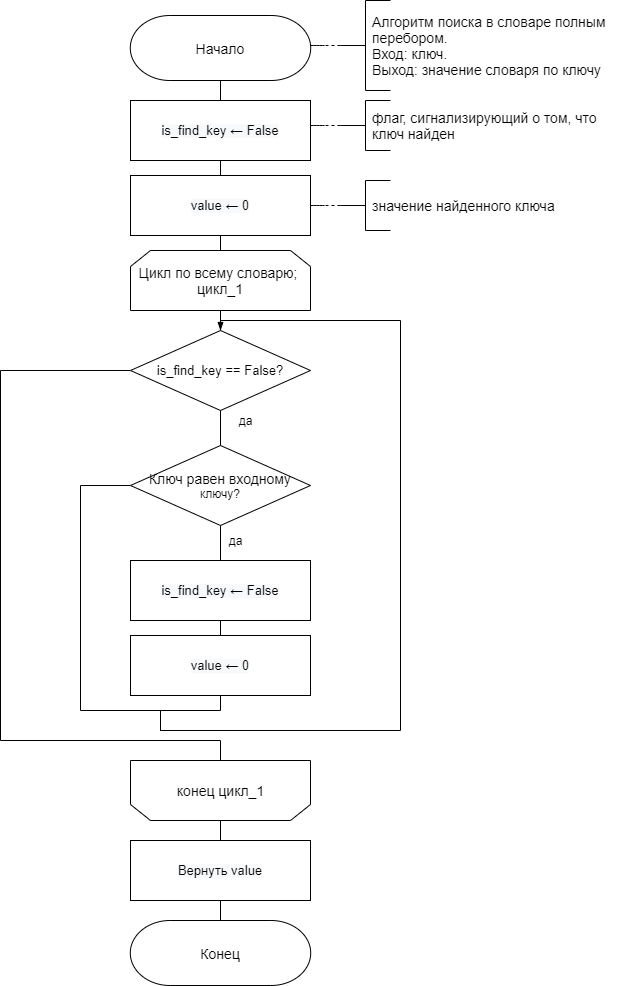 Начало
Алгоритм поиска в словаре полным
перебором.
Вход: ключ.
Выход: значение словаря по ключу
is_find_key ← False
флаг, сигнализирующий о том, что
ключ найден
value ← 0
значение найденного ключа
Цикл по всему словарю;
цикл_1
is_find_key == False?
да
Ключ равен входному
ключу?
да
is_find_key ← False
value ← 0
конец цикл_1
Вернуть value
Конец